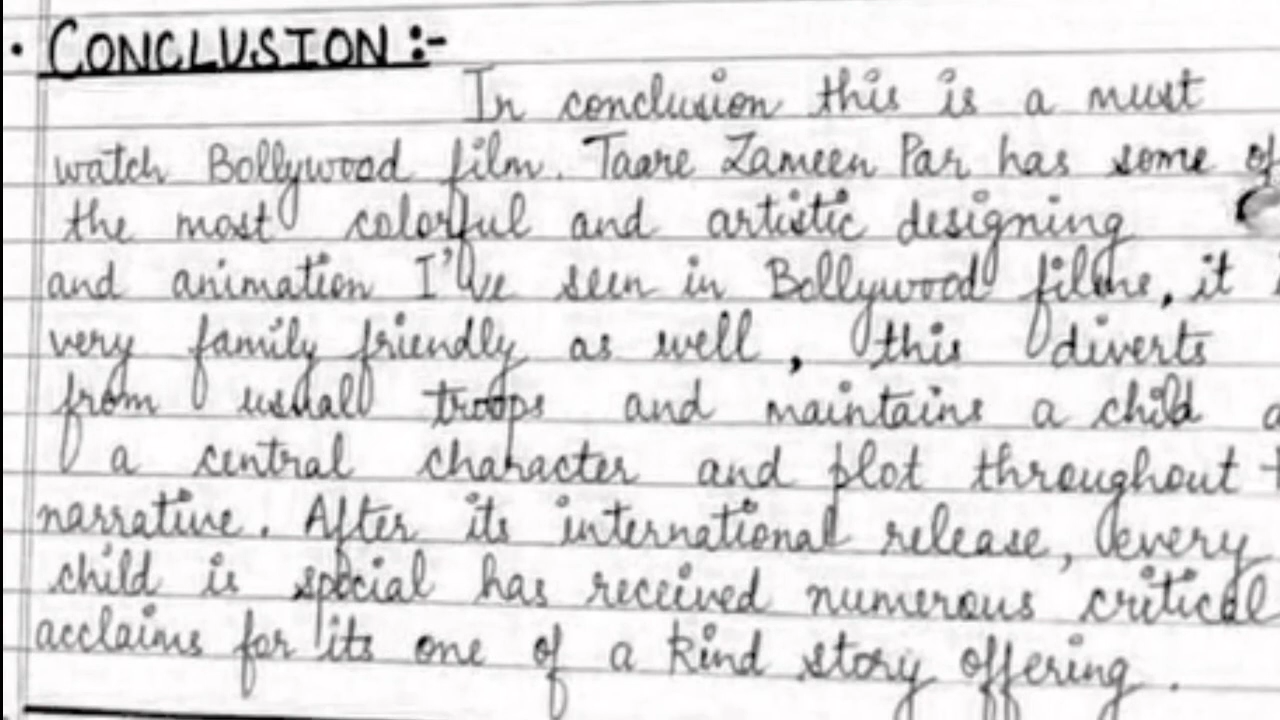 • CONCLUSION :-
In conclusion this is a must
watch Bollywood film. Taare Zameen Par has some of
the most colorful and artistic designing
and animation I've seen in Bollywood films, it
very family friendly as well, this diverts
from usual troops and maintains a child
a central character and plot throughout
narrative. After its international release, every
child is special has received numerous critical
acclaims for its one of a kind story offering.